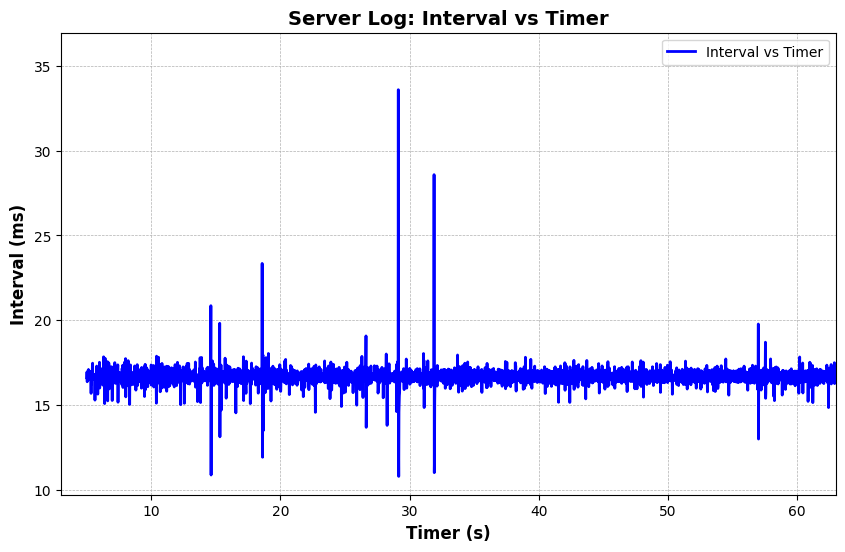 Server Log: Interval vs Timer
Interval vs Timer
Interval (ms)
35
30
25
20
15
10
10 20 30 40 50 60
Timer (s)